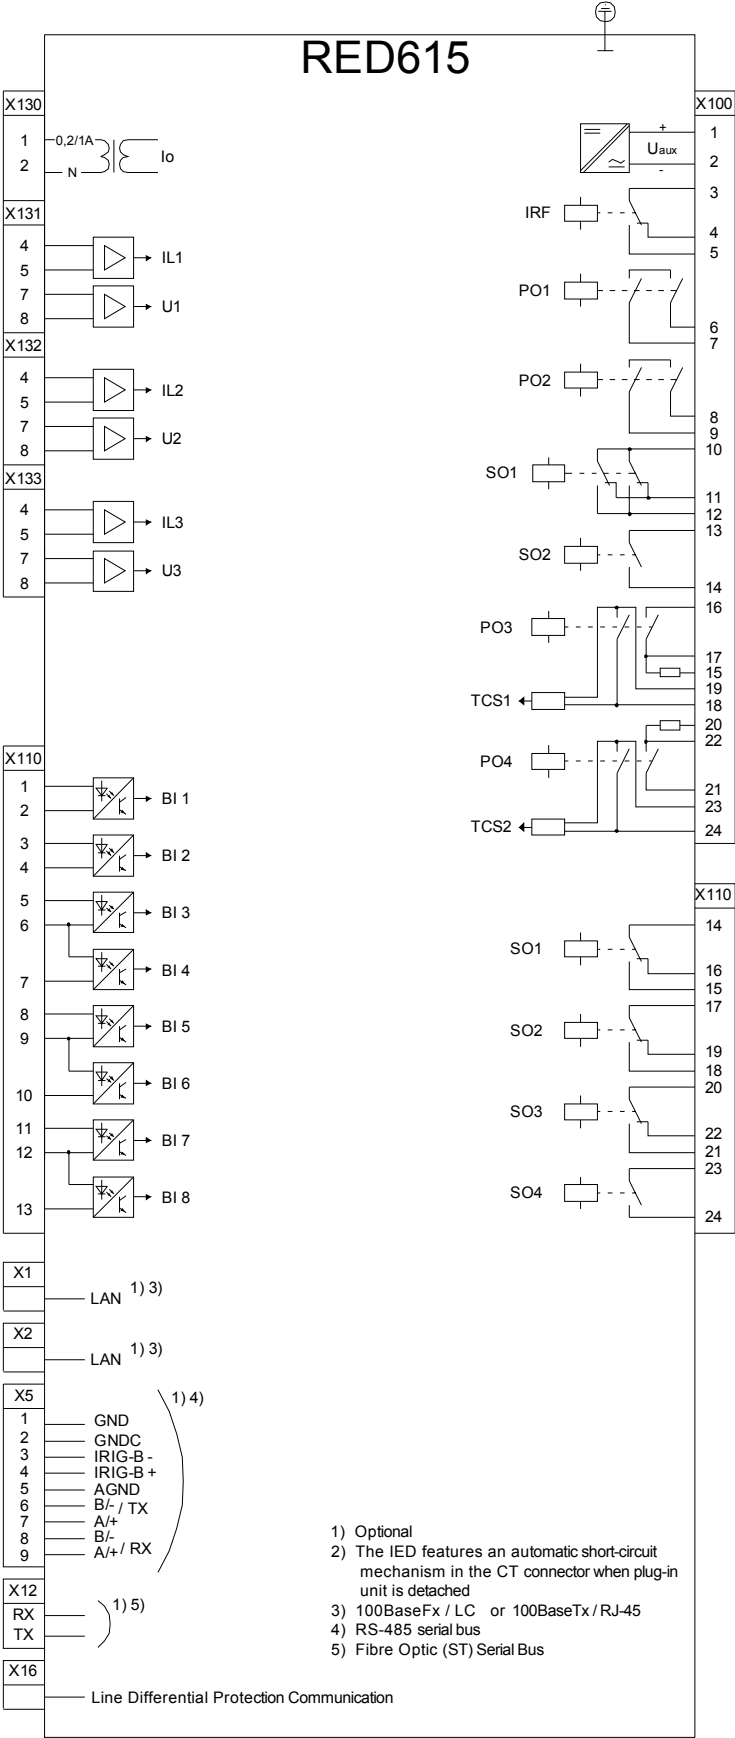 RED615
X130
1
0,2/1A
2
N
Io
X131
4
5
IL1
7
8
U1
X132
4
5
IL2
7
8
U2
X133
4
5
IL3
7
8
U3
X110
1
2
BI 1
3
4
BI 2
5
6
BI 3
7
BI 4
8
9
BI 5
10
BI 6
11
12
BI 7
13
BI 8
X1
LAN 1) 3)
X2
LAN 1) 3)
X5
1) 4)
1 GND
2 GNDC
3 IRIG-B -
4 IRIG-B +
5 AGND
6 B/- / TX
7 A/+
8 B/- / RX
9 A/+
X12
RX
TX
1) 5)
X16
Line Differential Protection Communication
X100
+
Uaux
-
1
2
3
IRF
4
5
PO1
6
7
PO2
8
9
10
SO1
11
12
13
SO2
14
16
PO3
17
15
19
TCS1
18
20
22
PO4
21
23
TCS2
24
X110
14
SO1
16
15
17
SO2
19
18
20
SO3
22
21
23
SO4
24
1) Optional
2) The IED features an automatic short-circuit
mechanism in the CT connector when plug-in
unit is detached
3) 100BaseFx / LC or 100BaseTx / RJ-45
4) RS-485 serial bus
5) Fibre Optic (ST) Serial Bus